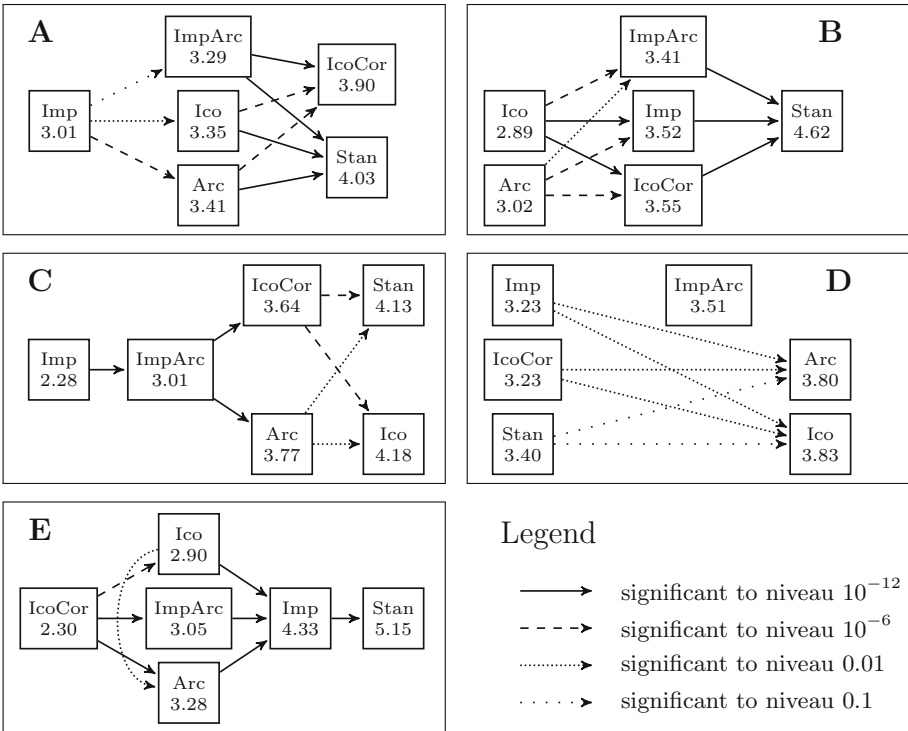 A
ImpArc
3.29
IcoCor
3.90
Imp
3.01
Ico
3.35
Stan
4.03
Arc
3.41
B
ImpArc
3.41
Ico
2.89
Imp
3.52
Stan
4.62
Arc
3.02
IcoCor
3.55
C
IcoCor
3.64
Stan
4.13
Imp
2.28
ImpArc
3.01
Arc
3.77
Ico
4.18
D
Imp
3.23
ImpArc
3.51
IcoCor
3.23
Arc
3.80
Stan
3.40
Ico
3.83
E
Ico
2.90
IcoCor
2.30
ImpArc
3.05
Imp
4.33
Stan
5.15
Arc
3.28
Legend
significant to niveau 10⁻¹²
significant to niveau 10⁻⁶
significant to niveau 0.01
significant to niveau 0.1